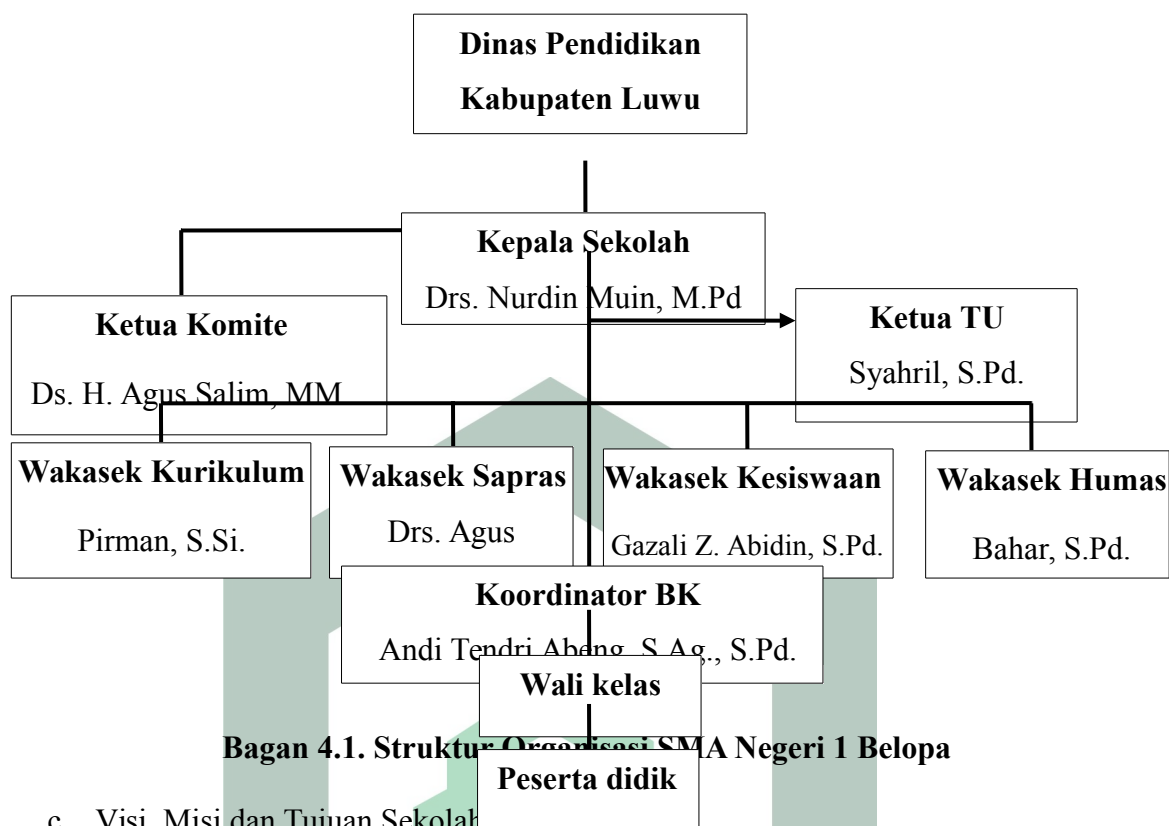 Dinas Pendidikan
Kabupaten Luwu
Kepala Sekolah
Drs. Nurdin Muin, M.Pd
Ketua Komite
Ds. H. Agus Salim, MM
Ketua TU
Syahril, S.Pd.
Wakasek Kurikulum
Pirman, S.Si.
Wakasek Sapras
Drs. Agus
Wakasek Kesiswaan
Gazali Z. Abidin, S.Pd.
Wakasek Humas
Bahar, S.Pd.
Koordinator BK
Andi Tendri Abeng, S.Ag., S.Pd.
Wali kelas
Bagan 4.1. Struktur Organisasi SMA Negeri 1 Belopa
Peserta didik
c. Visi, Misi dan Tujuan Sekolah